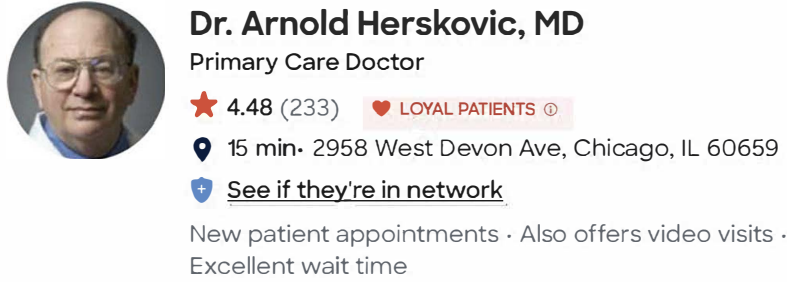 Dr. Arnold Herskovic, MD
Primary Care Doctor
4.48 (233) LOYAL PATIENTS
15 min· 2958 West Devon Ave, Chicago, IL 60659
See if they're in network
New patient appointments · Also offers video visits ·
Excellent wait time